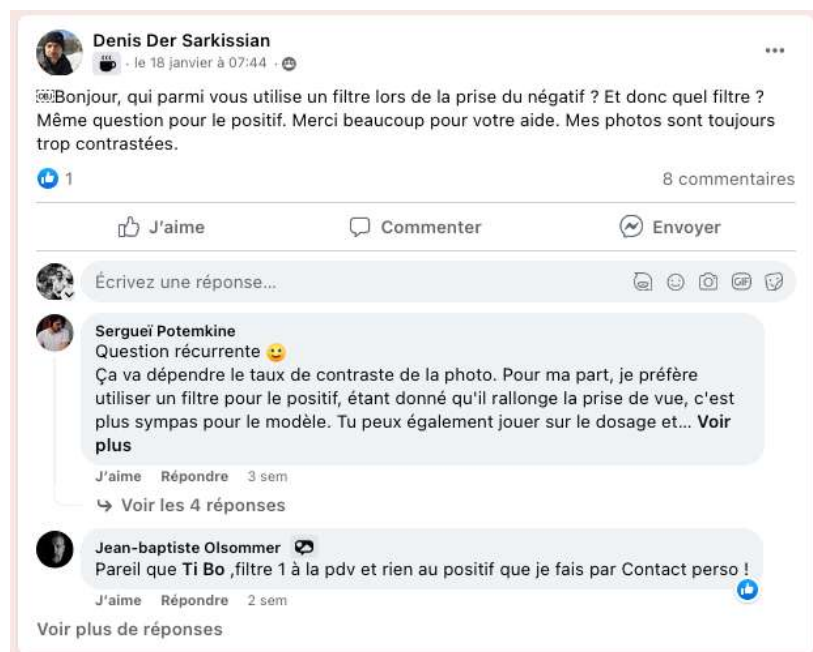 Denis Der Sarkissian
· le 18 janvier à 07:44 ·
OBJ Bonjour, qui parmi vous utilise un filtre lors de la prise du négatif ? Et donc quel filtre ?
Même question pour le positif. Merci beaucoup pour votre aide. Mes photos sont toujours
trop contrastées.
1
8 commentaires
J'aime
Commenter
Envoyer
Écrivez une réponse...
GIF
Sergueï Potemkine
Question récurrente 🙂
Ça va dépendre le taux de contraste de la photo. Pour ma part, je préfère
utiliser un filtre pour le positif, étant donné qu'il rallonge la prise de vue, c'est
plus sympas pour le modèle. Tu peux également jouer sur le dosage et... Voir
plus
J'aime Répondre 3 sem
Voir les 4 réponses
Jean-baptiste Olsommer
Pareil que Ti Bo ,filtre 1 à la pdv et rien au positif que je fais par Contact perso !
J'aime Répondre 2 sem
Voir plus de réponses